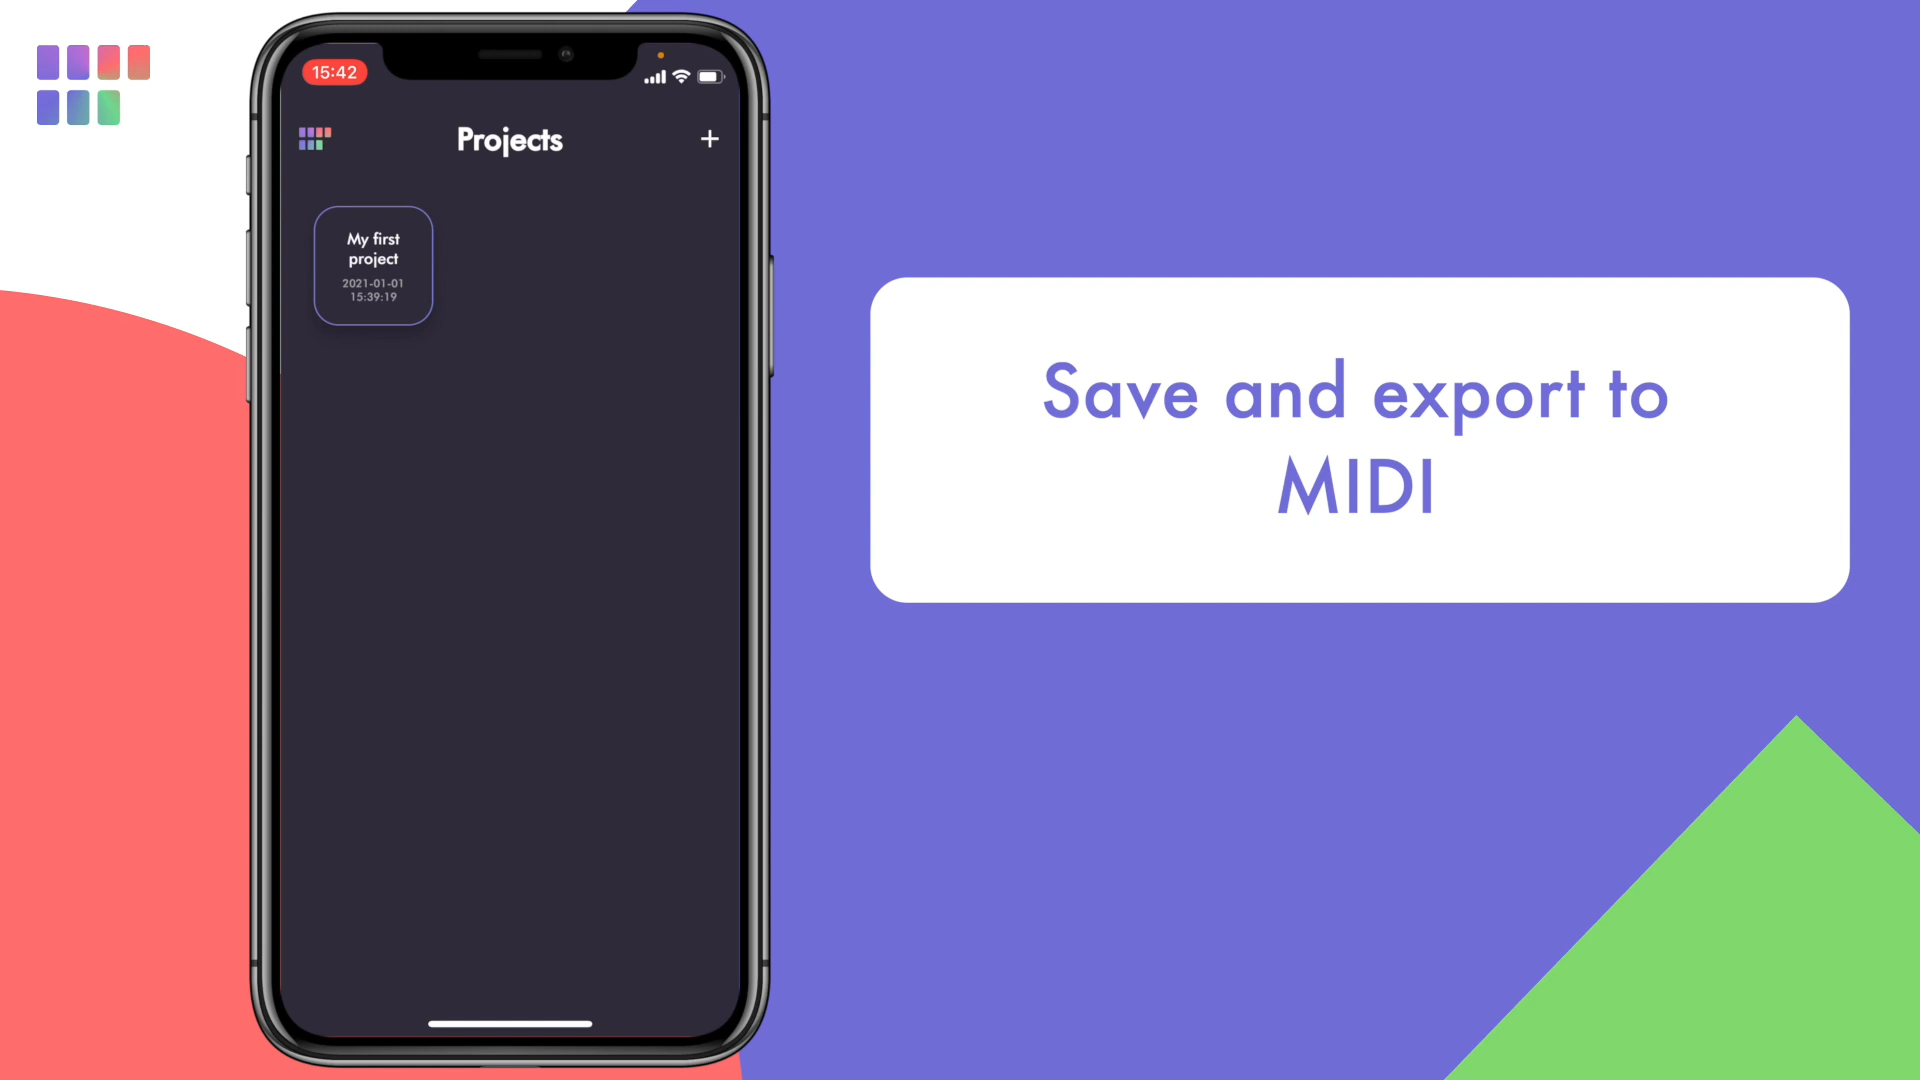 15:42
Projects
+
My first
project
2021-01-01
15:39:19
Save and export to
MIDI